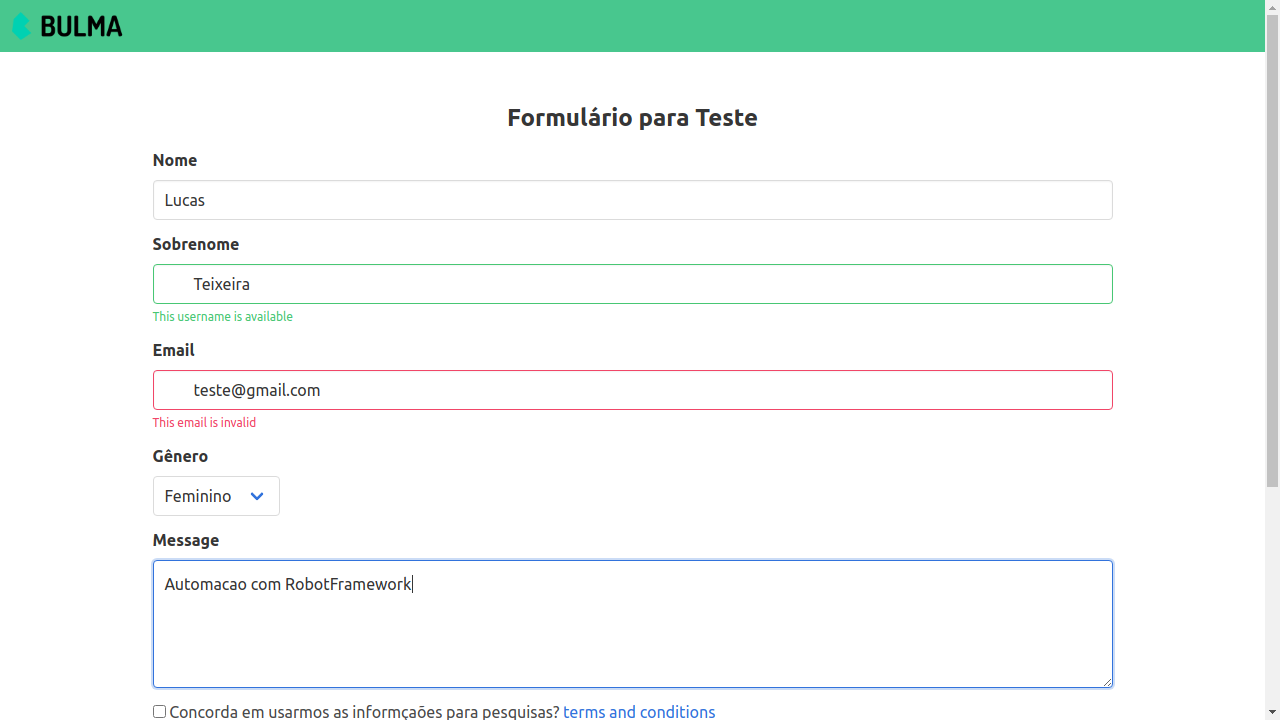 BULMA
Formulário para Teste
Nome
Lucas
Sobrenome
Teixeira
This username is available
Email
teste@gmail.com
This email is invalid
Gênero
Feminino
Message
Automacao com RobotFramework
Concorda em usarmos as informçaões para pesquisas? terms and conditions